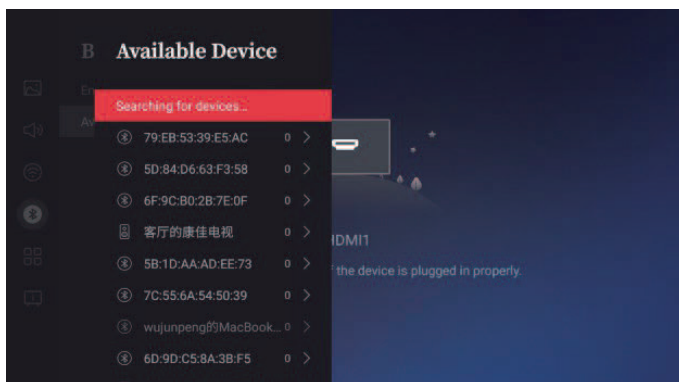 B
Available Device
En
Searching for devices...
Av
79:EB:53:39:E5:AC 0
5D:84:D6:63:F3:58 0
6F:9C:B0:2B:7E:0F 0
客厅的康佳电视 0
5B:1D:AA:AD:EE:73 0
7C:55:6A:54:50:39 0
wujunpeng的MacBook... 0
6D:9D:C5:8A:3B:F5 0
HDMI1
the device is plugged in properly.